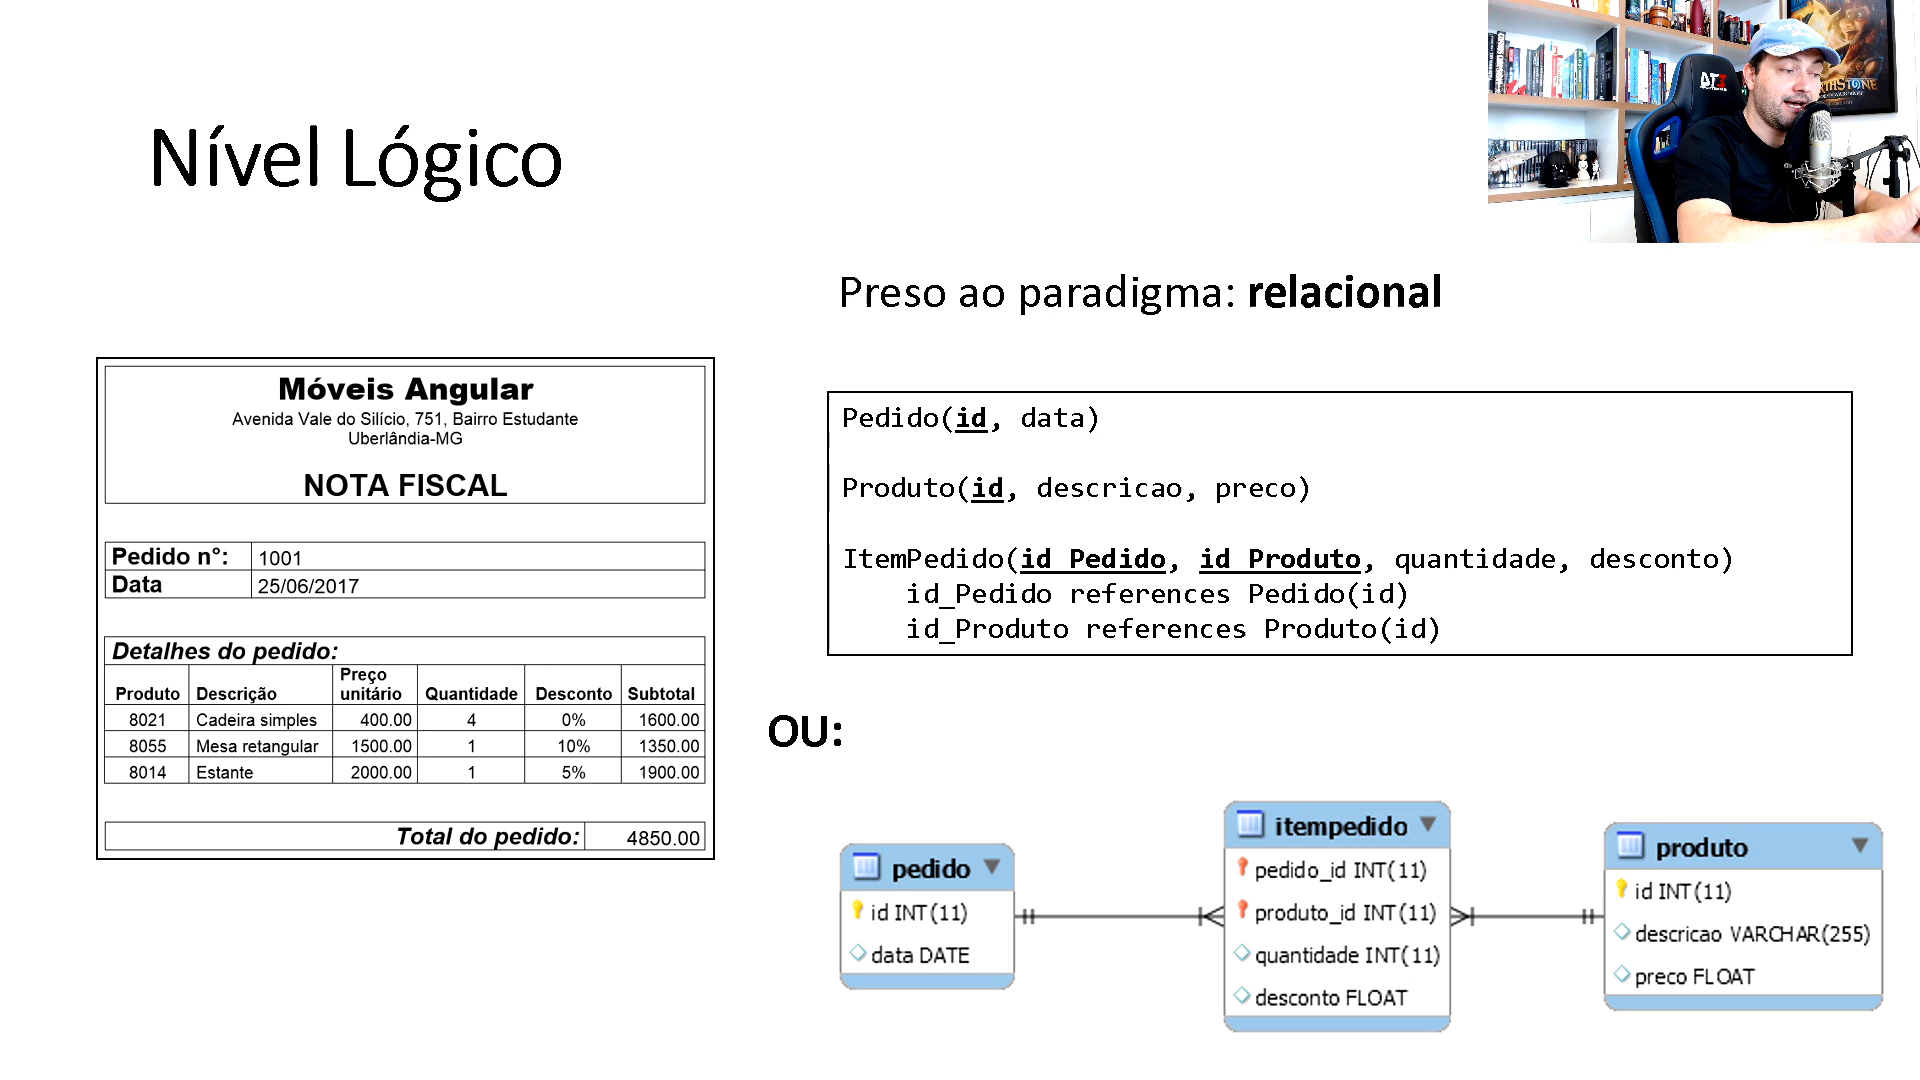 Nível Lógico
Preso ao paradigma: relacional
Móveis Angular
Avenida Vale do Silício, 751, Bairro Estudante
Uberlândia-MG
NOTA FISCAL
Pedido n°: 1001
Data 25/06/2017
Detalhes do pedido:
Produto Descrição Preço unitário Quantidade Desconto Subtotal
8021 Cadeira simples 400.00 4 0% 1600.00
8055 Mesa retangular 1500.00 1 10% 1350.00
8014 Estante 2000.00 1 5% 1900.00
Total do pedido: 4850.00
Pedido(id, data)
Produto(id, descricao, preco)
ItemPedido(id_Pedido, id_Produto, quantidade, desconto)
id_Pedido references Pedido(id)
id_Produto references Produto(id)
OU:
pedido
id INT(11)
data DATE
itempedido
pedido_id INT(11)
produto_id INT(11)
quantidade INT(11)
desconto FLOAT
produto
id INT(11)
descricao VARCHAR(255)
preco FLOAT